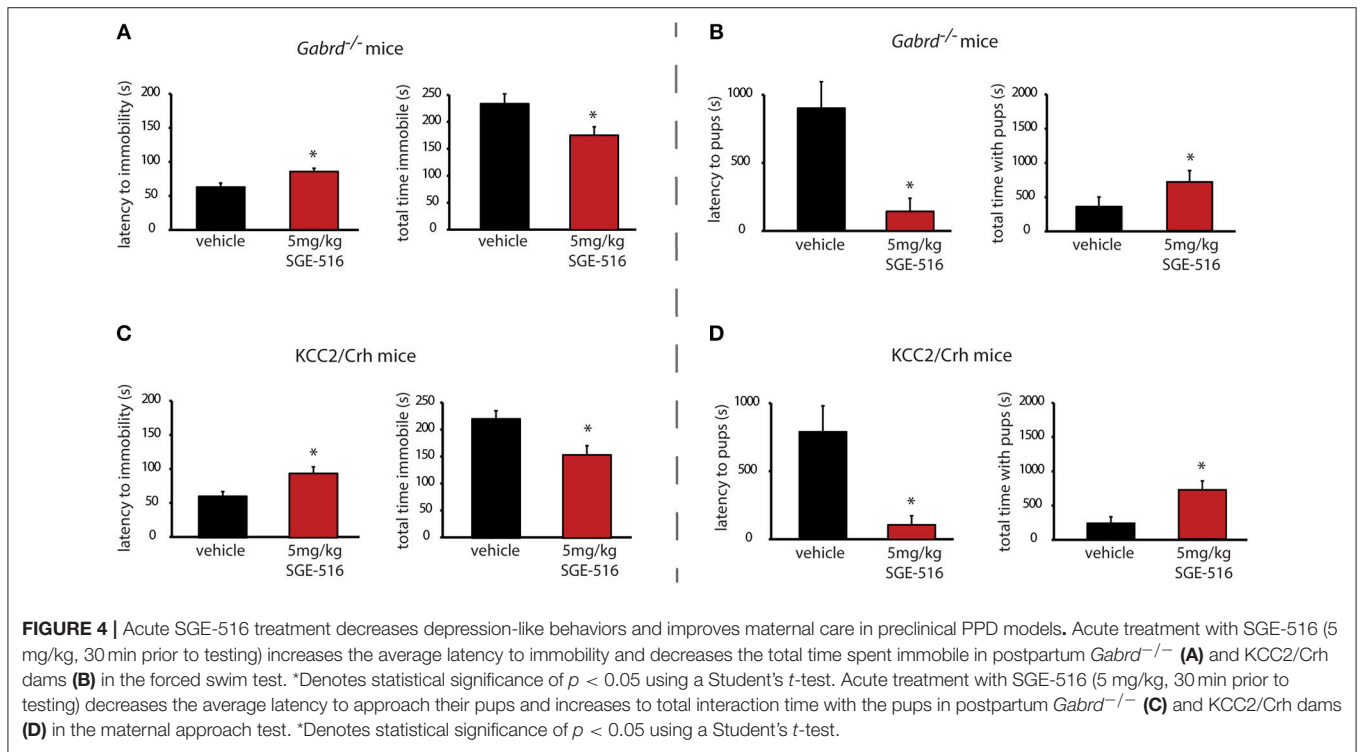 A
Gabrd-/- mice
latency to immobility (s)
200
150
100
50
0
*
vehicle
5mg/kg
SGE-516
total time immobile (s)
250
200
150
200
250
0
*
vehicle
5mg/kg
SGE-516
B
Gabrd-/- mice
latency to pups (s)
1000
500
0
*
vehicle
5mg/kg
SGE-516
total time with pups (s)
2000
1500
1000
500
0
*
vehicle
5mg/kg
SGE-516
C
KCC2/Crh mice
latency to immobility (s)
200
150
100
50
0
*
vehicle
5mg/kg
SGE-516
total time immobile (s)
250
200
150
200
250
0
*
vehicle
5mg/kg
SGE-516
D
KCC2/Crh mice
latency to pups (s)
1000
500
0
*
vehicle
5mg/kg
SGE-516
total time with pups (s)
2000
1500
1000
500
0
*
vehicle
5mg/kg
SGE-516
FIGURE 4 | Acute SGE-516 treatment decreases depression-like behaviors and improves maternal care in preclinical PPD models. Acute treatment with SGE-516 (5
mg/kg, 30 min prior to testing) increases the average latency to immobility and decreases the total time spent immobile in postpartum Gabrd−/− (A) and KCC2/Crh
dams (B) in the forced swim test. *Denotes statistical significance of p < 0.05 using a Student's t-test. Acute treatment with SGE-516 (5 mg/kg, 30 min prior to
testing) decreases the average latency to approach their pups and increases to total interaction time with the pups in postpartum Gabrd−/− (C) and KCC2/Crh dams
(D) in the maternal approach test. *Denotes statistical significance of p < 0.05 using a Student's t-test.